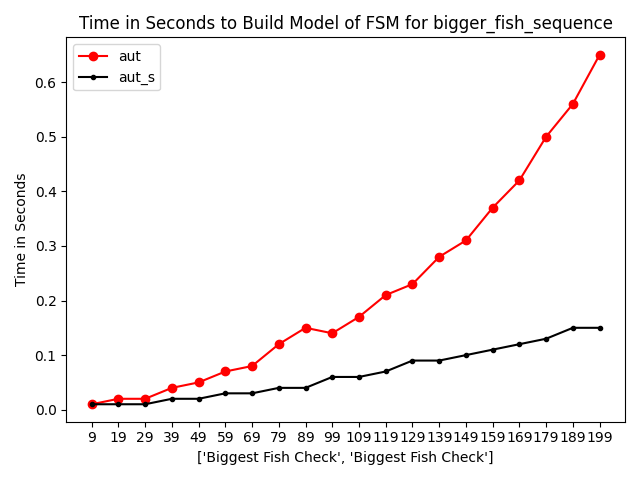 Time in Seconds to Build Model of FSM for bigger_fish_sequence
aut
aut_s
Time in Seconds
0.6
0.5
0.4
0.3
0.2
0.1
0.0
9 19 29 39 49 59 69 79 89 99 109 119 129 139 149 159 169 179 189 199
['Biggest Fish Check', 'Biggest Fish Check']